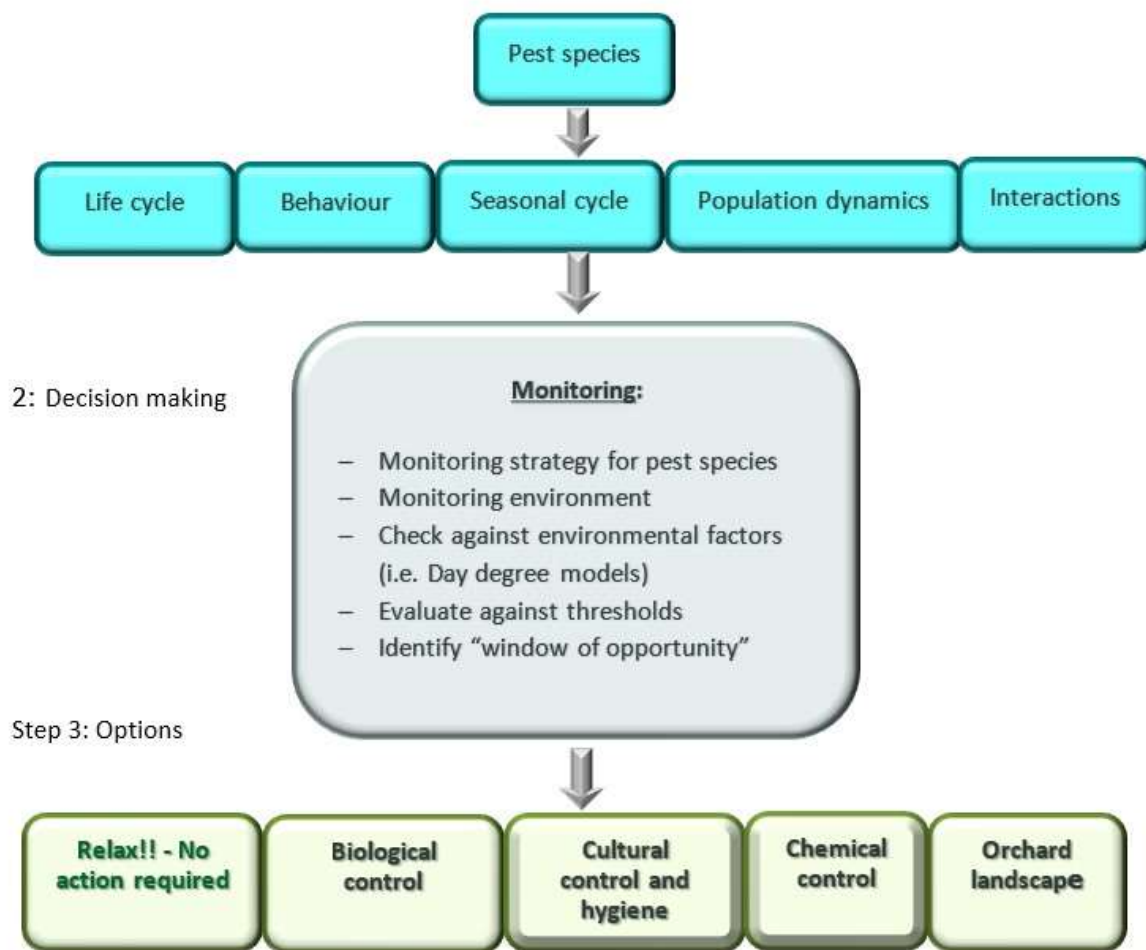 Pest species
Life cycle
Behaviour
Seasonal cycle
Population dynamics
Interactions
2: Decision making
Monitoring:
– Monitoring strategy for pest species
– Monitoring environment
– Check against environmental factors
(i.e. Day degree models)
– Evaluate against thresholds
– Identify “window of opportunity”
Step 3: Options
Relax!! - No
action required
Biological
control
Cultural
control and
hygiene
Chemical
control
Orchard
landscape